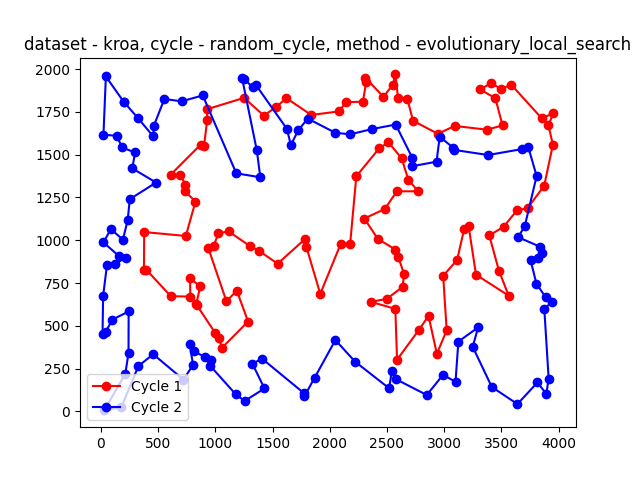 dataset - kroa, cycle - random_cycle, method - evolutionary_local_search
2000
1750
1500
1250
1000
750
500
250
0
Cycle 1
Cycle 2
0 500 1000 1500 2000 2500 3000 3500 4000